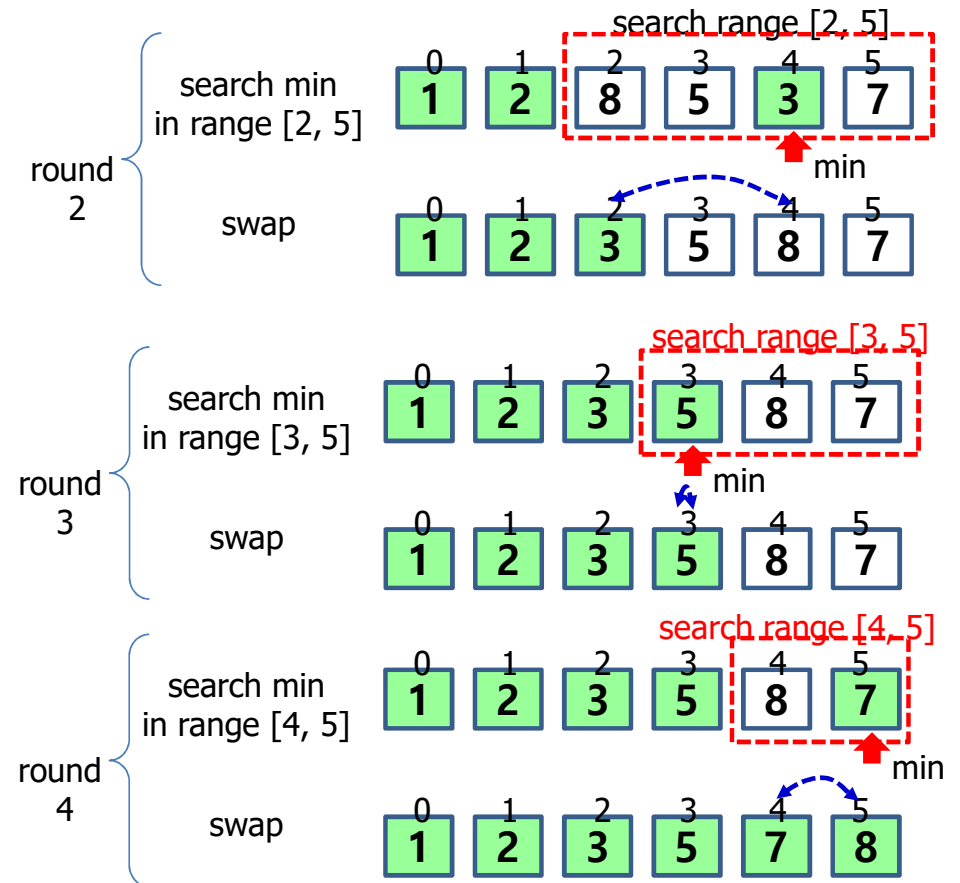 search range [2, 5]
0 1 2 3 4 5
search min
in range [2, 5]
1 2 8 5 3 7
min
round
2
0 1 2 3 4 5
swap
1 2 3 5 8 7
search range [3, 5]
0 1 2 3 4 5
search min
in range [3, 5]
1 2 3 5 8 7
min
round
3
0 1 2 3 4 5
swap
1 2 3 5 8 7
search range [4, 5]
0 1 2 3 4 5
search min
in range [4, 5]
1 2 3 5 8 7
min
round
4
0 1 2 3 4 5
swap
1 2 3 5 7 8